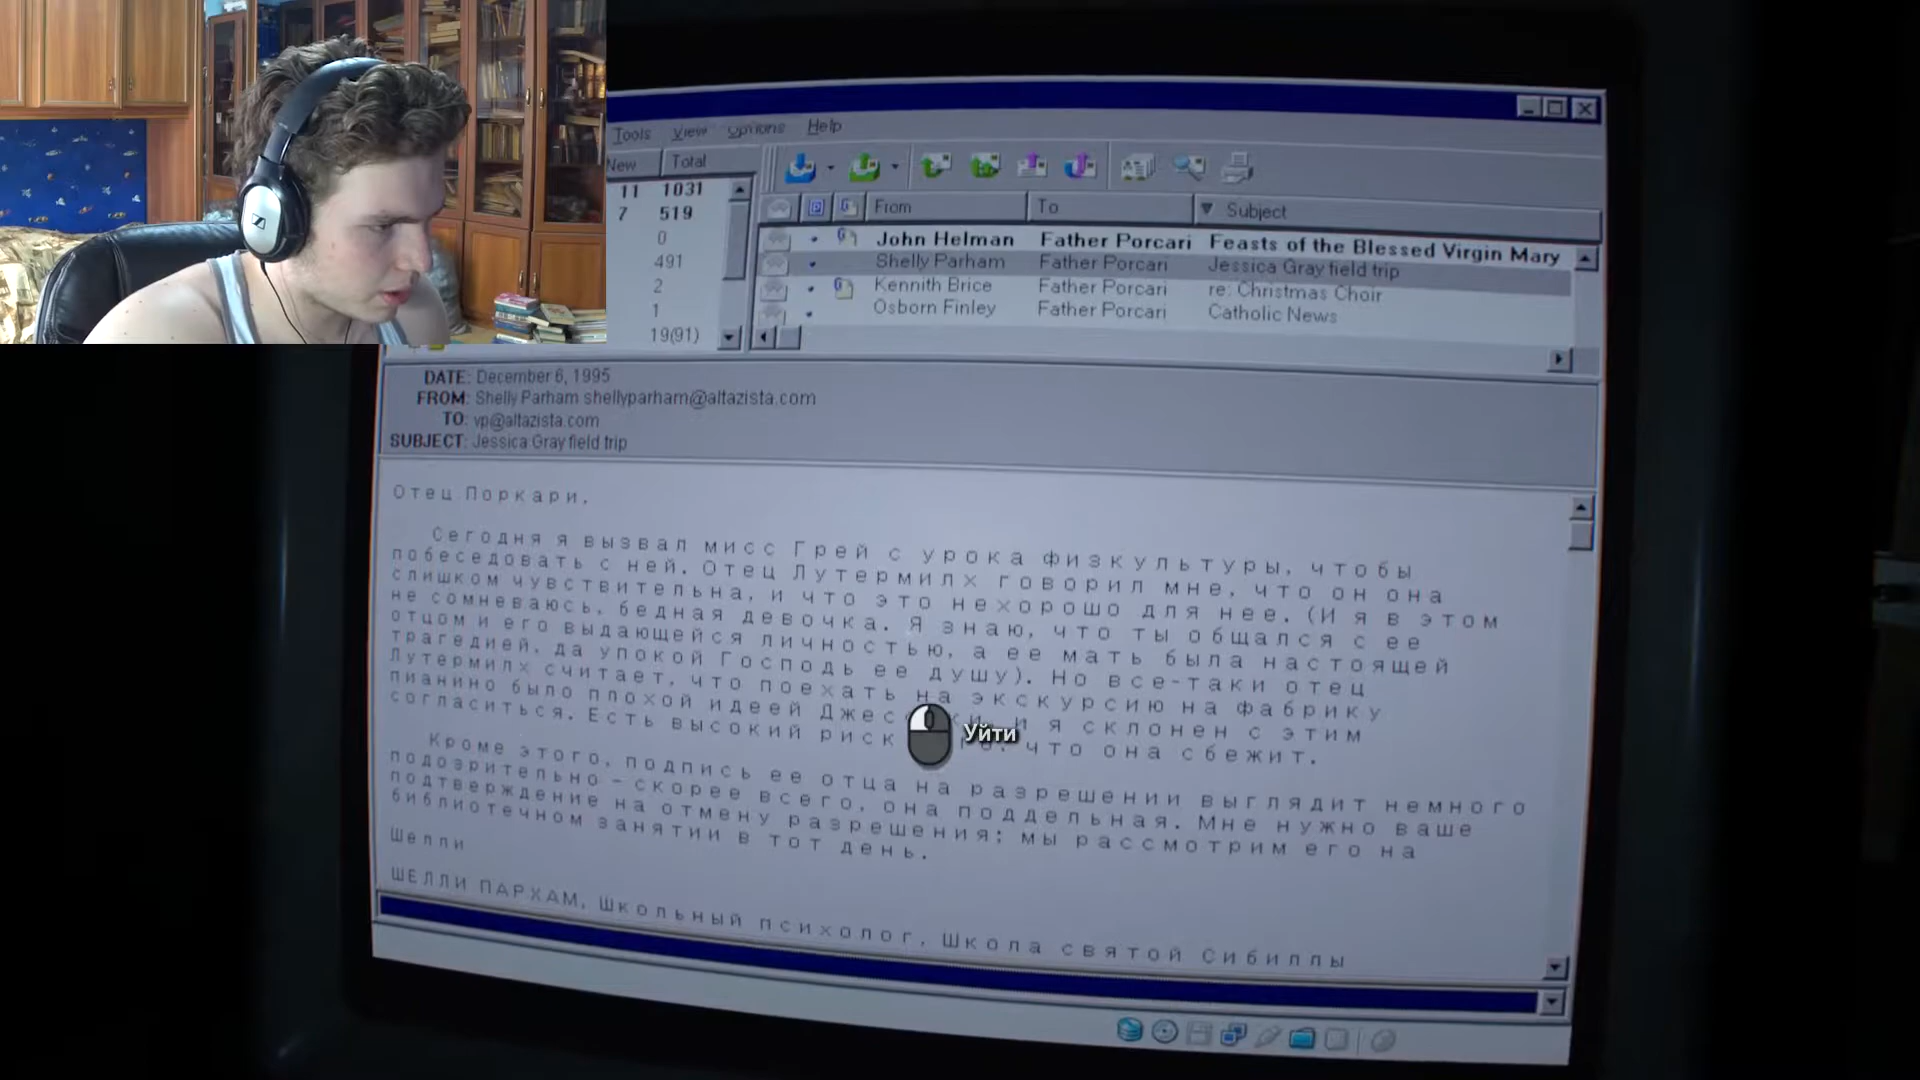 Tools View Options Help
New Total
11 1031
7 519
0
491
2
1
19(91)
From To Subject
John Helman Father Porcari Feasts of the Blessed Virgin Mary
Shelly Parham Father Porcari Jessica Gray field trip
Kennith Brice Father Porcari re: Christmas Choir
Osborn Finley Father Porcari Catholic News
DATE: December 6, 1995
FROM: Shelly Parham shellyparham@altazista.com
TO: vp@altazista.com
SUBJECT: Jessica Gray field trip
Отец Поркари,
Сегодня я вызвал мисс Грей с урока физкультуры, чтобы
побеседовать с ней. Отец Лутермилх говорил мне, что он она
слишком чувствительна, и что это нехорошо для нее. (И я в этом
не сомневаюсь, бедная девочка. Я знаю, что ты общался с ее
отцом и его выдающейся личностью, а ее мать была настоящей
трагедией, да упокой Господь ее душу). Но все-таки отец
Лутермилх считает, что поехать на экскурсию на фабрику
пианино было плохой идеей и я склонен с этим
согласиться. Есть высокий риск что она сбежит.
Уйти
Кроме этого, подпись ее отца на разрешении выглядит немного
подозрительно - скорее всего, она поддельная. Мне нужно ваше
подтверждение на отмену разрешения; мы рассмотрим его на
библиотечном занятии в тот день.
Шелли
ШЕЛЛИ ПАРХАМ, Школьный психолог, Школа святой Сибиллы